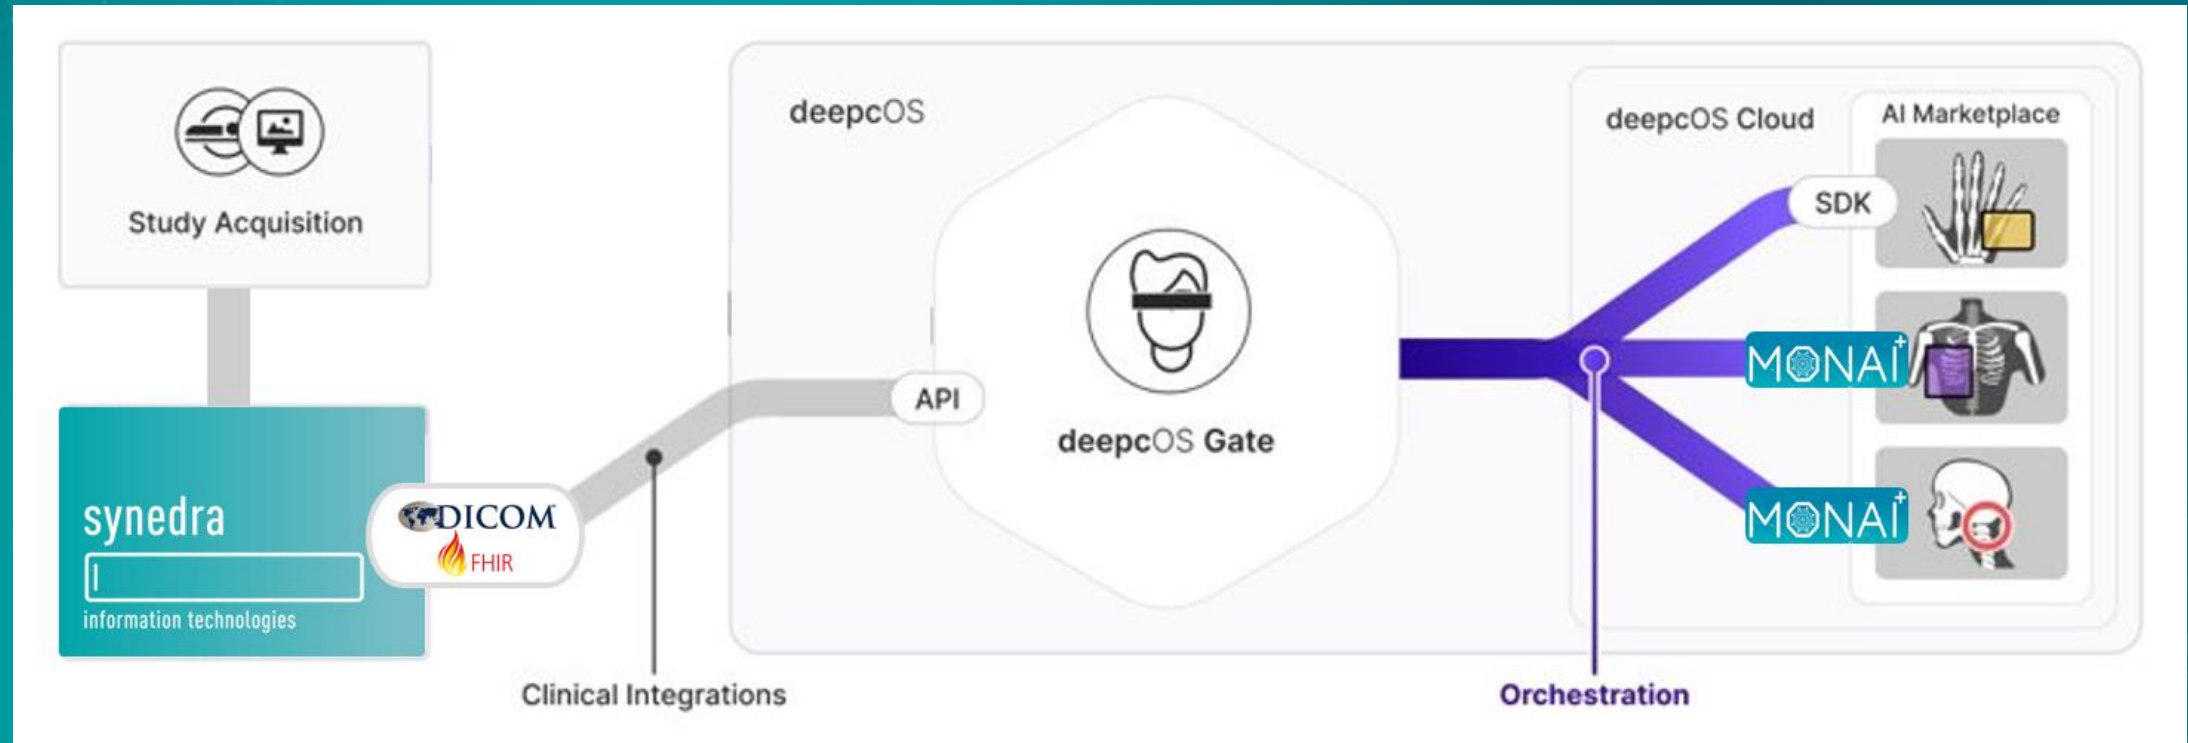 Study Acquisition
synedra
information technologies
DICOM
FHIR
Clinical Integrations
deepcOS
API
deepcOS Gate
Orchestration
deepcOS Cloud
AI Marketplace
SDK
MONAI+
MONAI+